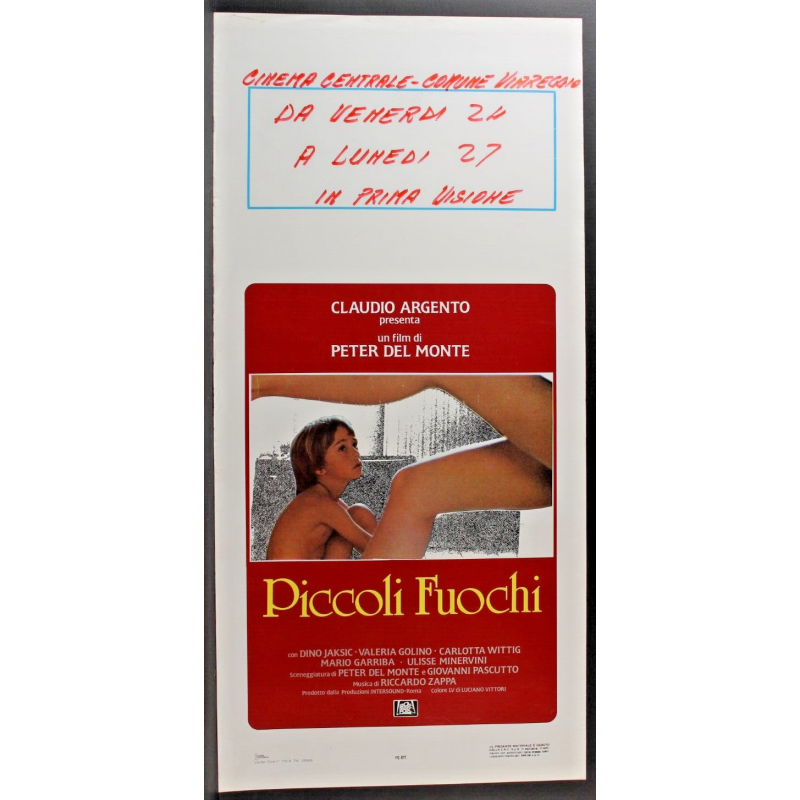 CINEMA CENTRALE - COMUNE VIAREGGIO
DA VENERDI 24
A LUNEDI 27
IN PRIMA VISIONE
CLAUDIO ARGENTO
presenta
un film di
PETER DEL MONTE
PICCOLI FUOCHI
con DINO JAKSIC · VALERIA GOLINO · CARLOTTA WITTIG
MARIO GARRIBA · ULISSE MINERVINI
Sceneggiatura di PETER DEL MONTE e GIOVANNI PASCUTTO
Musica di RICCARDO ZAPPA
Prodotto dalla Produzioni INTERSOUND-Roma Colore LV di LUCIANO VITTORI